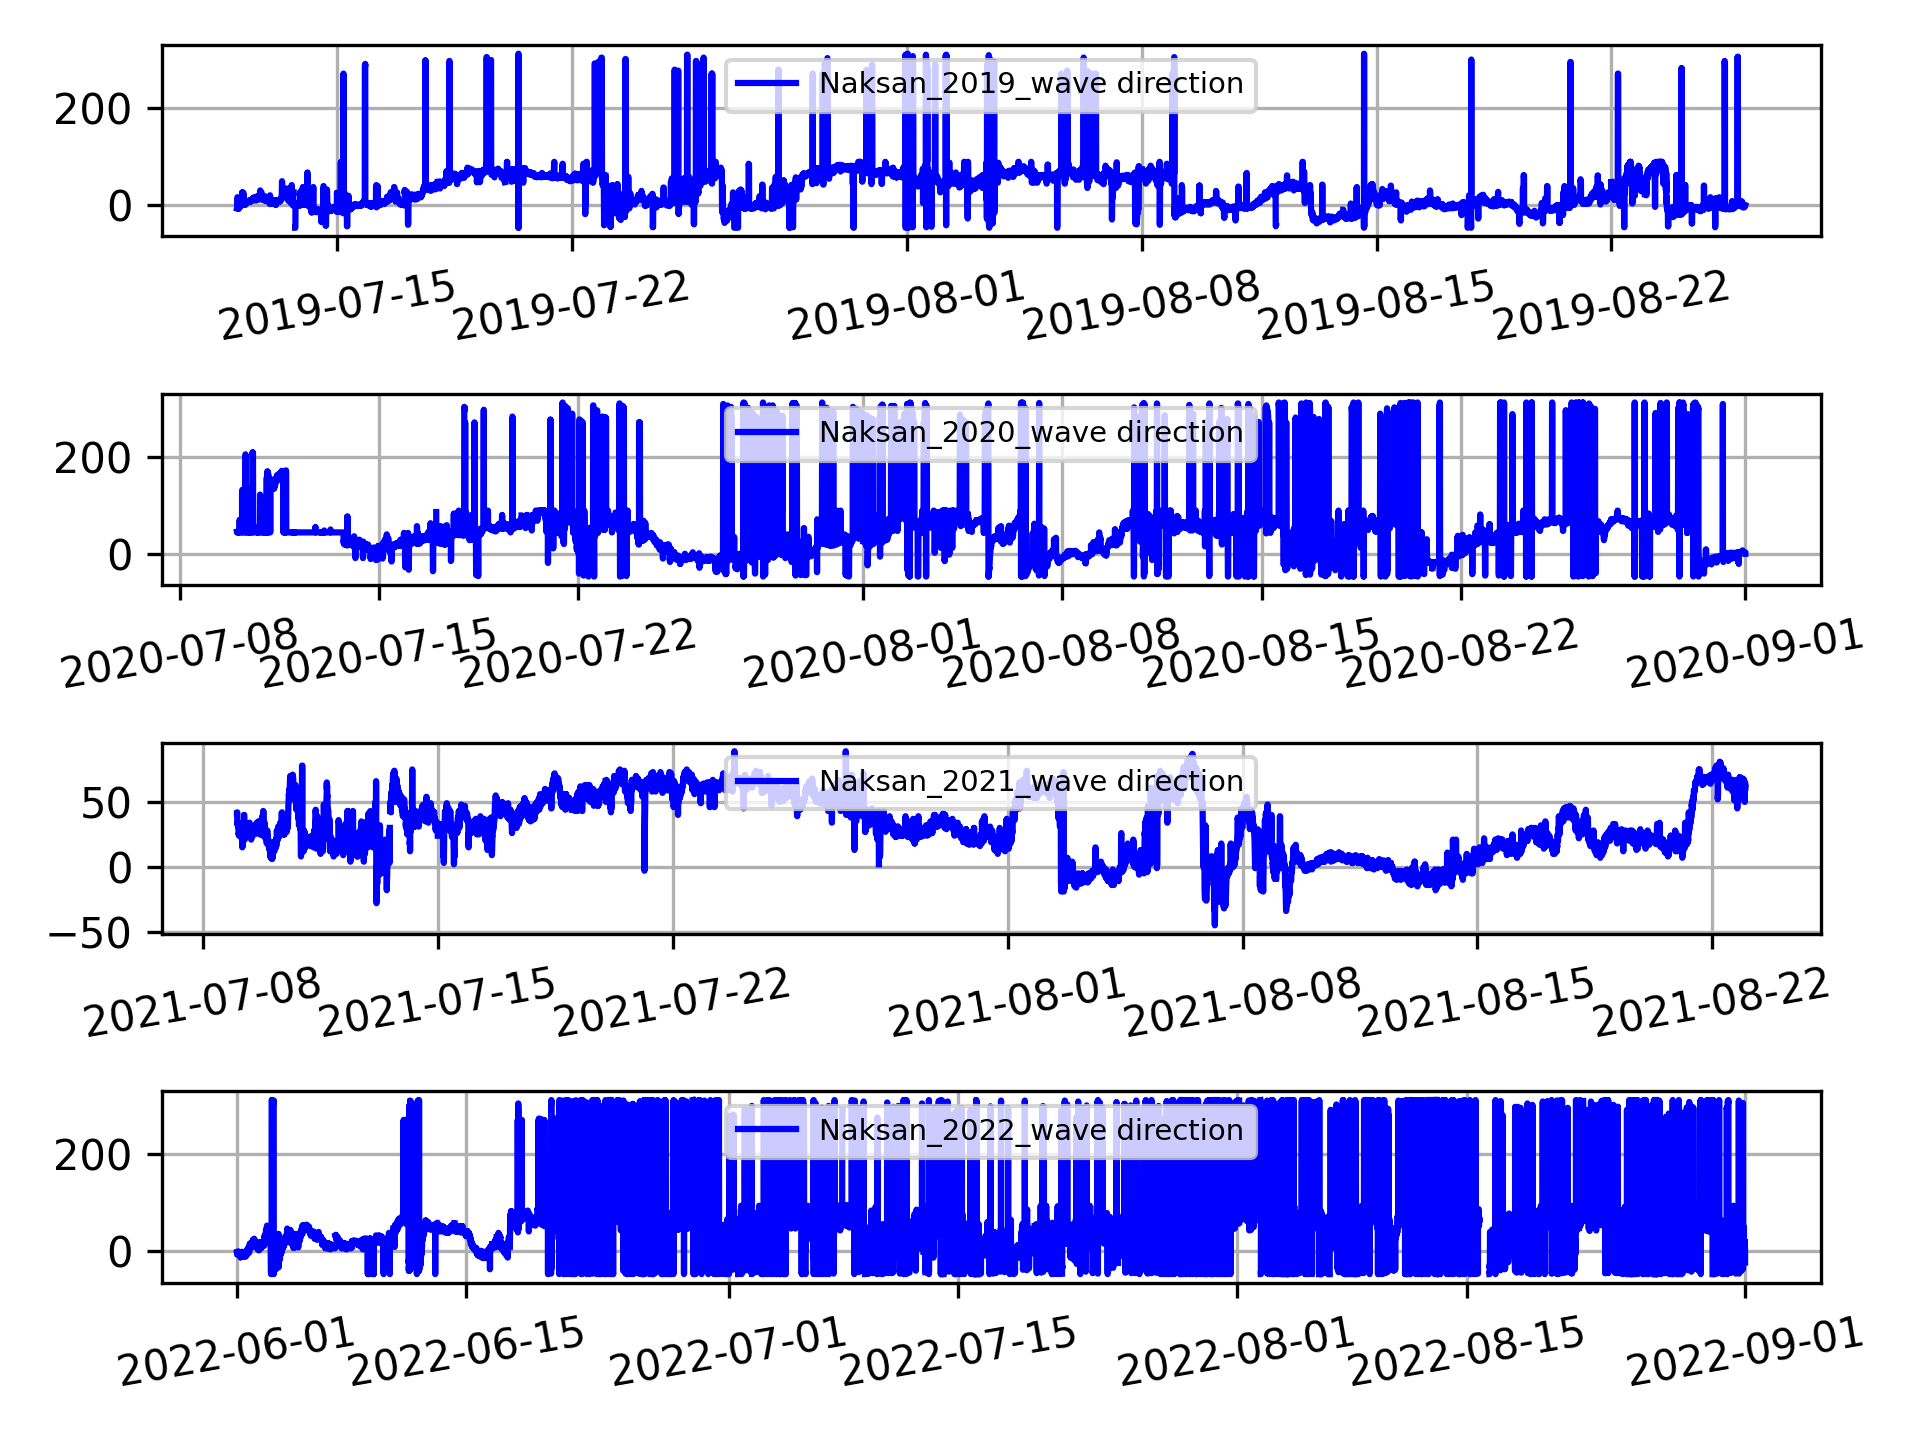 Naksan_2019_wave direction
200
0
2019-07-15 2019-07-22 2019-08-01 2019-08-08 2019-08-15 2019-08-22
Naksan_2020_wave direction
200
0
2020-07-08 2020-07-15 2020-07-22 2020-08-01 2020-08-08 2020-08-15 2020-08-22 2020-09-01
Naksan_2021_wave direction
50
0
−50
2021-07-08 2021-07-15 2021-07-22 2021-08-01 2021-08-08 2021-08-15 2021-08-22
Naksan_2022_wave direction
200
0
2022-06-01 2022-06-15 2022-07-01 2022-07-15 2022-08-01 2022-08-15 2022-09-01